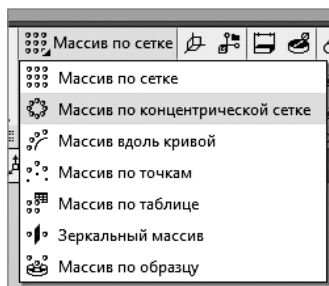 Массив по сетке
Массив по сетке
Массив по концентрической сетке
Массив вдоль кривой
Массив по точкам
Массив по таблице
Зеркальный массив
Массив по образцу